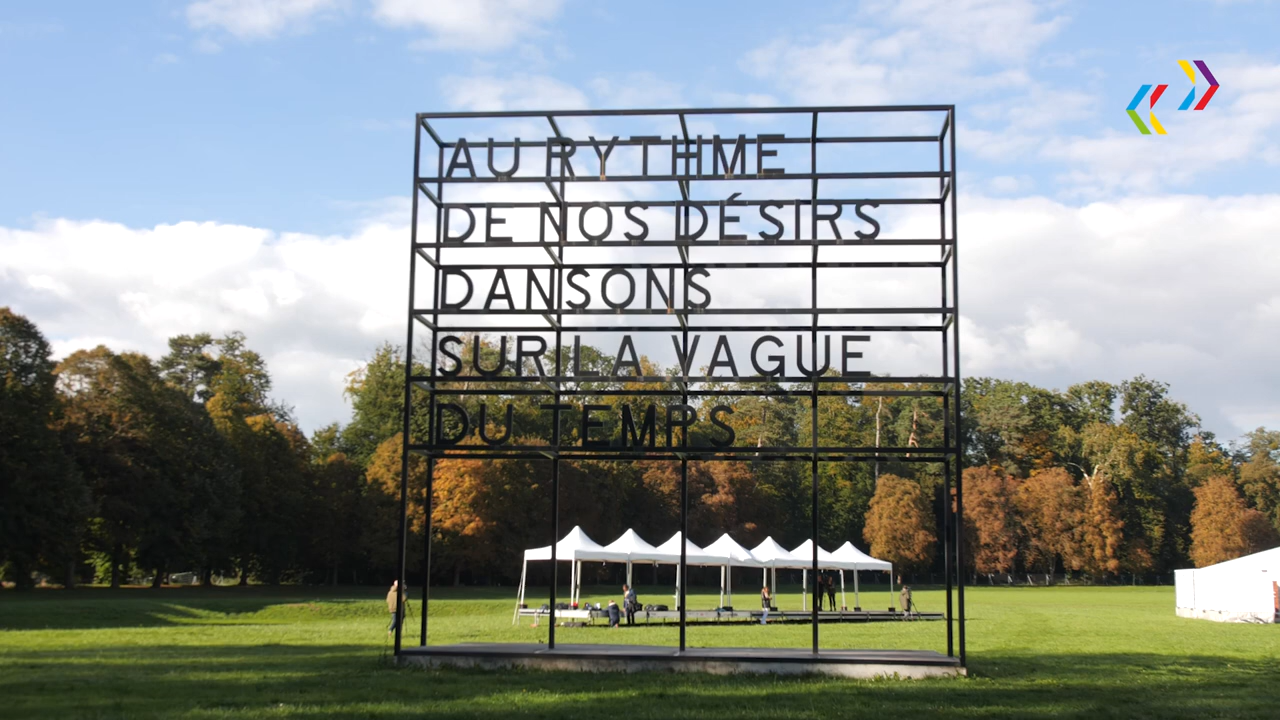 AU RYTHME
DE NOS DÉSIRS
DANSONS
SUR LA VAGUE
DU TEMPS